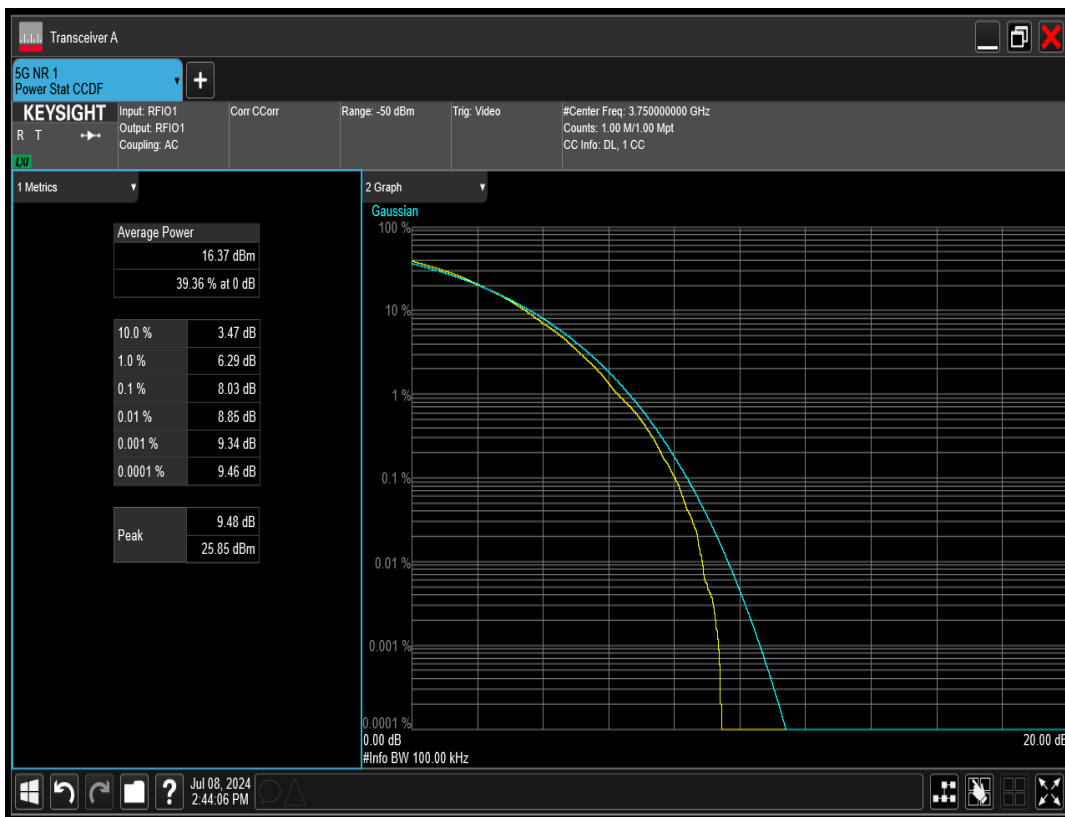 Transceiver A
5G NR 1
Power Stat CCDF
+
KEYSIGHT
R T
LXI
Input: RFIO1
Output: RFIO1
Coupling: AC
Corr CCorr
Range: -50 dBm
Trig: Video
#Center Freq: 3.750000000 GHz
Counts: 1.00 M/1.00 Mpt
CC Info: DL, 1 CC
1 Metrics
Average Power
16.37 dBm
39.36 % at 0 dB
10.0 % 3.47 dB
1.0 % 6.29 dB
0.1 % 8.03 dB
0.01 % 8.85 dB
0.001 % 9.34 dB
0.0001 % 9.46 dB
Peak 9.48 dB
25.85 dBm
2 Graph
Gaussian
100 %
10 %
1 %
0.1 %
0.01 %
0.001 %
0.0001 %
0.00 dB 20.00 dB
#Info BW 100.00 kHz
?
Jul 08, 2024
2:44:06 PM